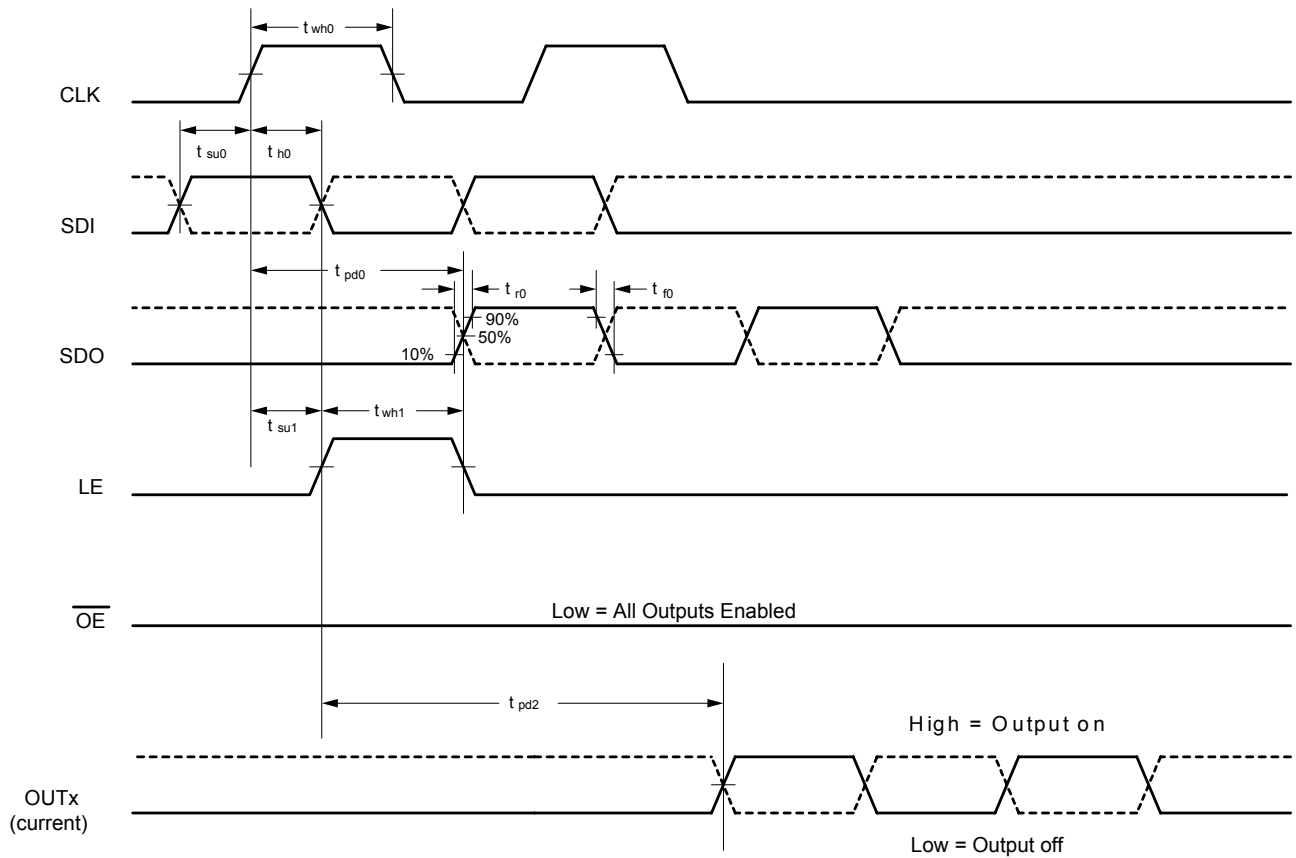 t wh0
CLK
t su0
t h0
SDI
t pd0
t r0
t f0
90%
50%
10%
SDO
t su1
t wh1
LE
OE
Low = All Outputs Enabled
t pd2
High = Output on
OUTx
(current)
Low = Output off